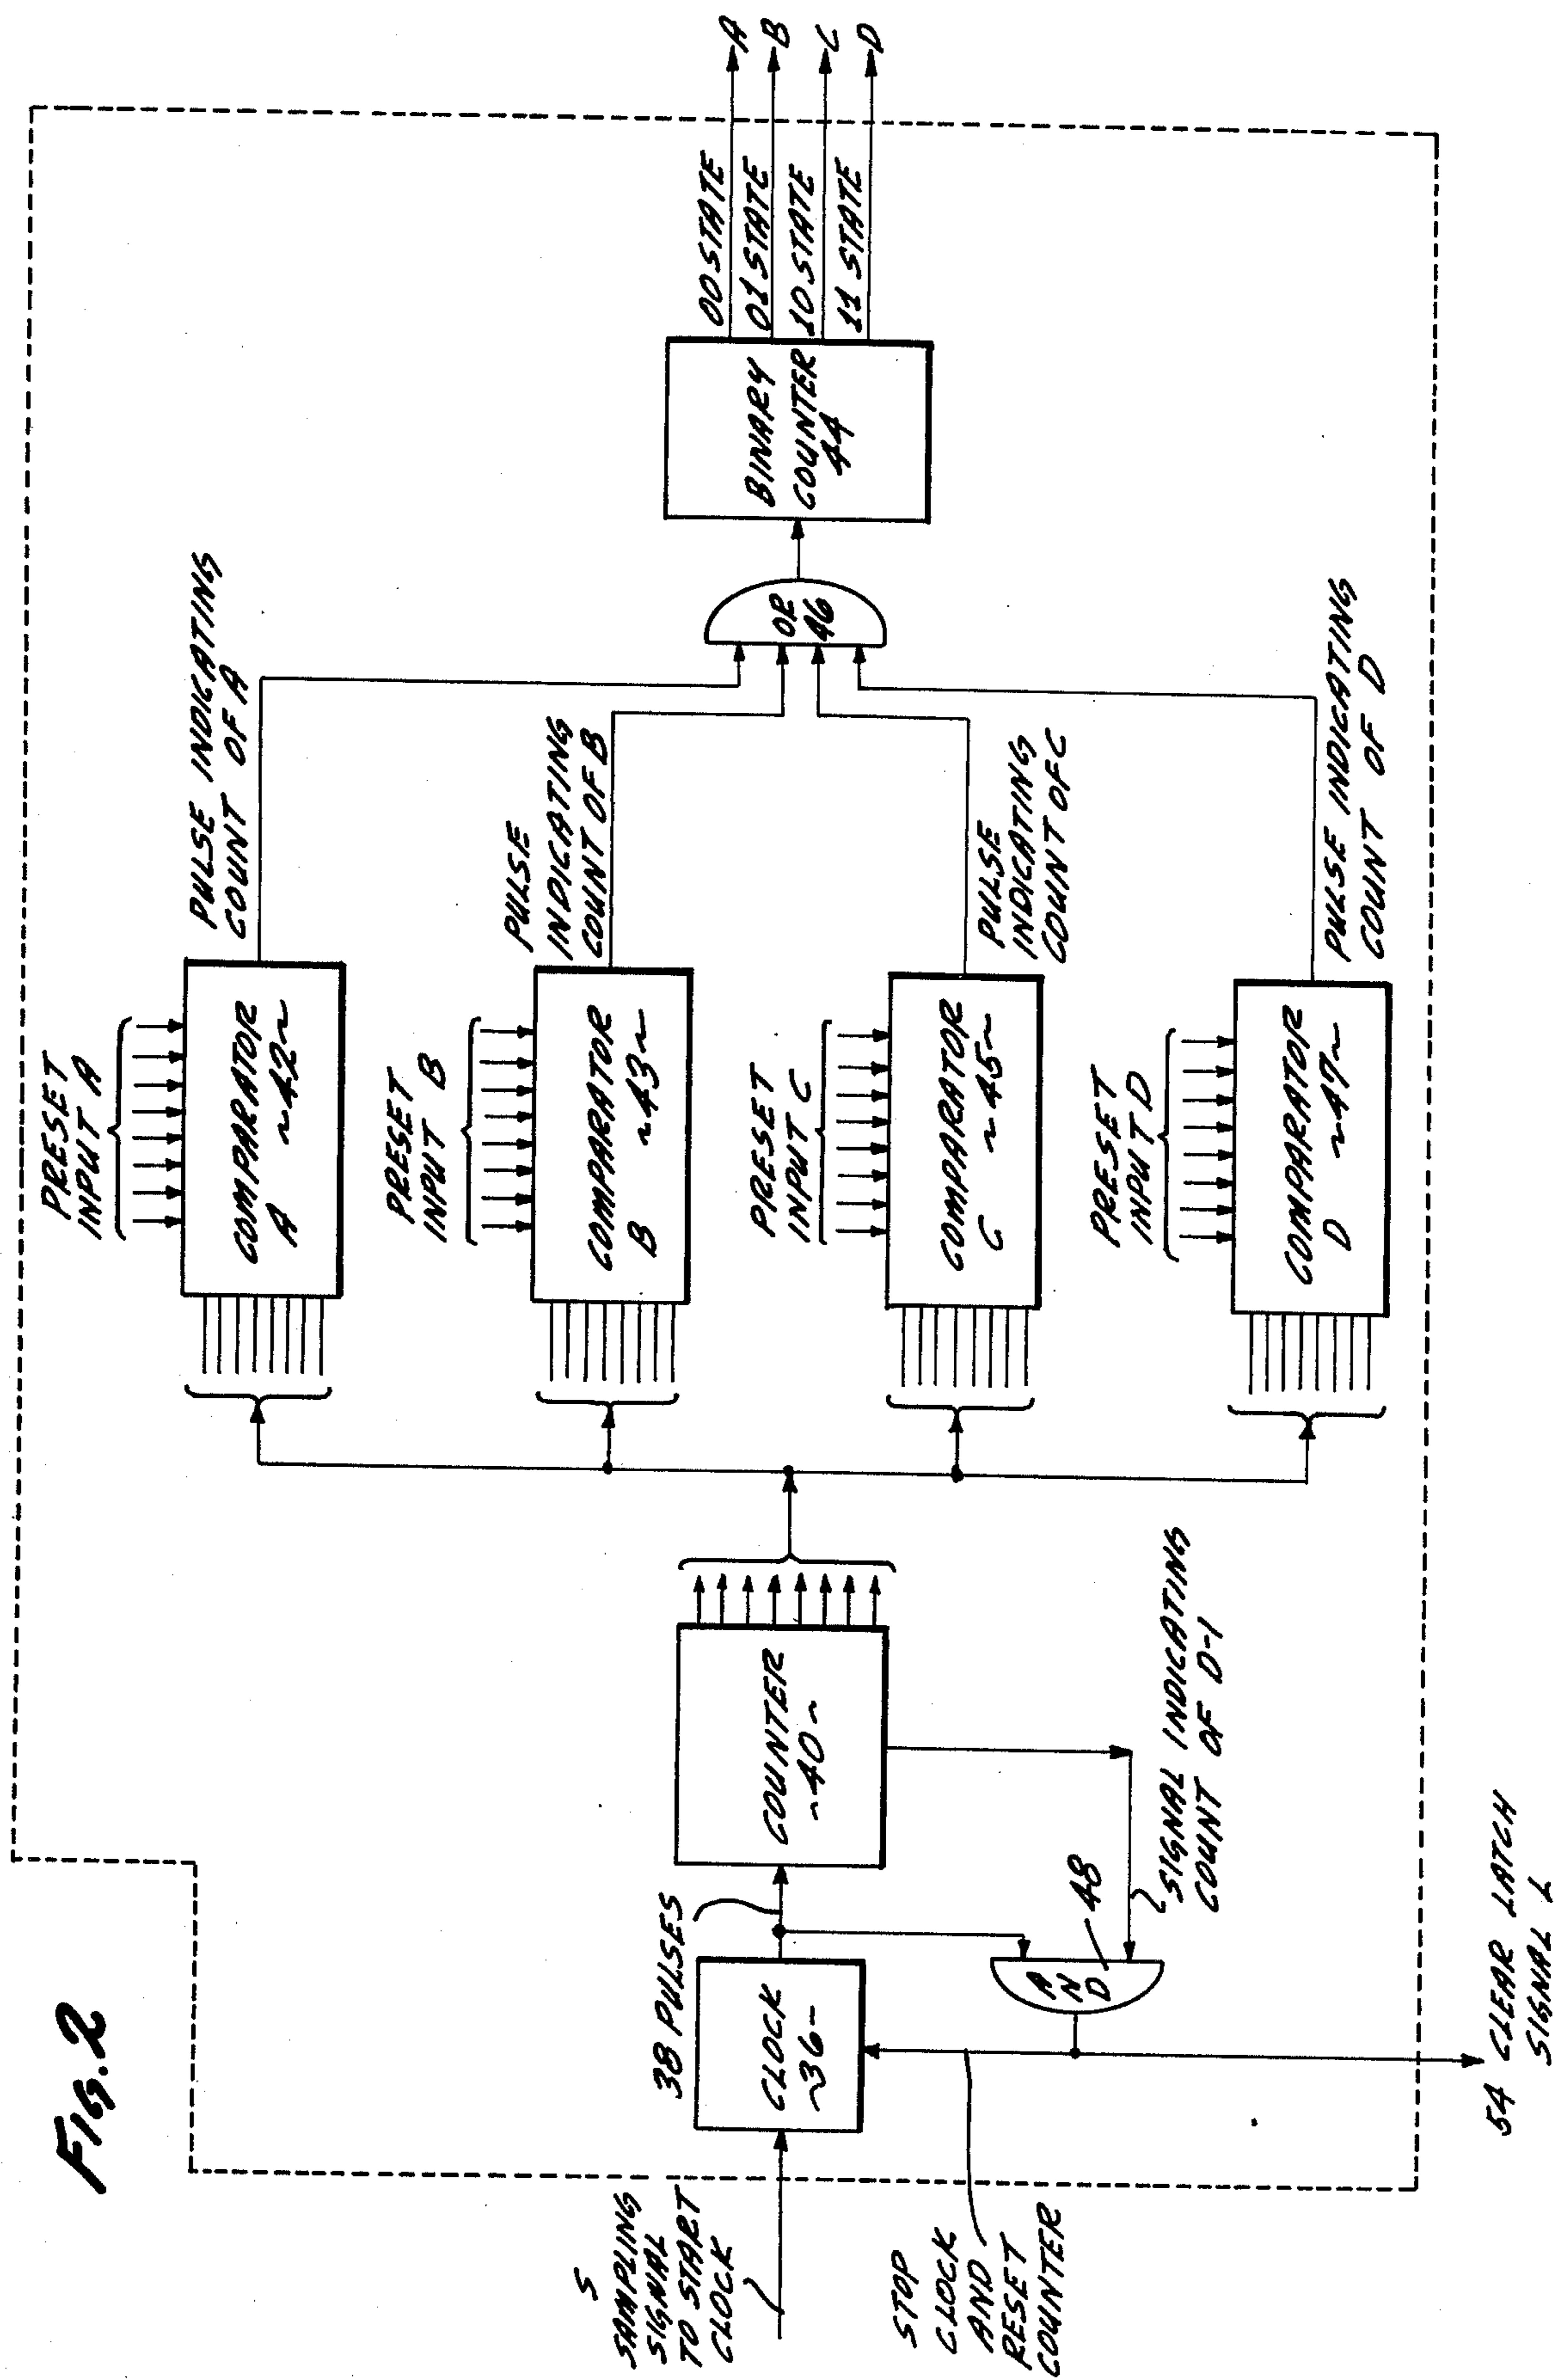 FIG. 2
S
SAMPLING
SIGNAL
TO START
CLOCK
STOP
CLOCK
AND
RESET
COUNTER
38 PULSES
CLOCK
~36~
AND
48
54 CLEAR LATCH
SIGNAL L
COUNTER
~40~
SIGNAL INDICATING
COUNT OF D-1
PRESET
INPUT A
COMPARATOR
A ~42~
PULSE INDICATING
COUNT OF A
PRESET
INPUT B
COMPARATOR
B ~43~
PULSE
INDICATING
COUNT OF B
PRESET
INPUT C
COMPARATOR
C ~45~
PULSE
INDICATING
COUNT OF C
PRESET
INPUT D
COMPARATOR
D ~47~
PULSE INDICATING
COUNT OF D
OR
46
BINARY
COUNTER
44
00 STATE
A
01 STATE
B
10 STATE
C
11 STATE
D